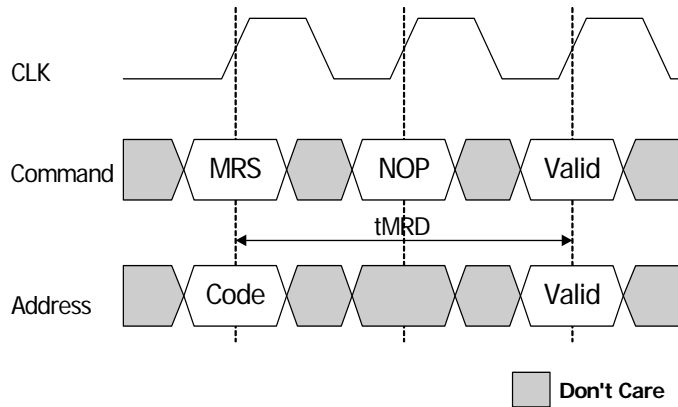 CLK
Command MRS NOP Valid
tMRD
Address Code Valid
Don't Care